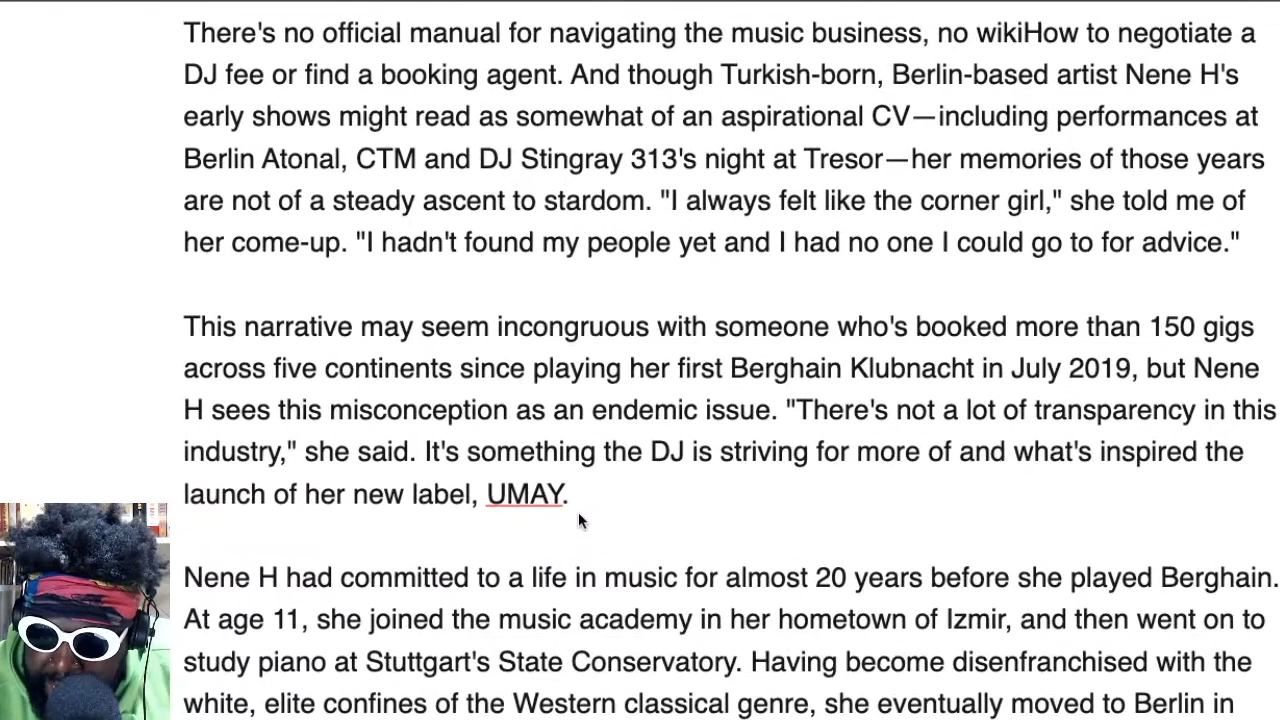 There's no official manual for navigating the music business, no wikiHow to negotiate a
DJ fee or find a booking agent. And though Turkish-born, Berlin-based artist Nene H's
early shows might read as somewhat of an aspirational CV—including performances at
Berlin Atonal, CTM and DJ Stingray 313's night at Tresor—her memories of those years
are not of a steady ascent to stardom. "I always felt like the corner girl," she told me of
her come-up. "I hadn't found my people yet and I had no one I could go to for advice."
This narrative may seem incongruous with someone who's booked more than 150 gigs
across five continents since playing her first Berghain Klubnacht in July 2019, but Nene
H sees this misconception as an endemic issue. "There's not a lot of transparency in this
industry," she said. It's something the DJ is striving for more of and what's inspired the
launch of her new label, UMAY.
Nene H had committed to a life in music for almost 20 years before she played Berghain.
At age 11, she joined the music academy in her hometown of Izmir, and then went on to
study piano at Stuttgart's State Conservatory. Having become disenfranchised with the
white, elite confines of the Western classical genre, she eventually moved to Berlin in